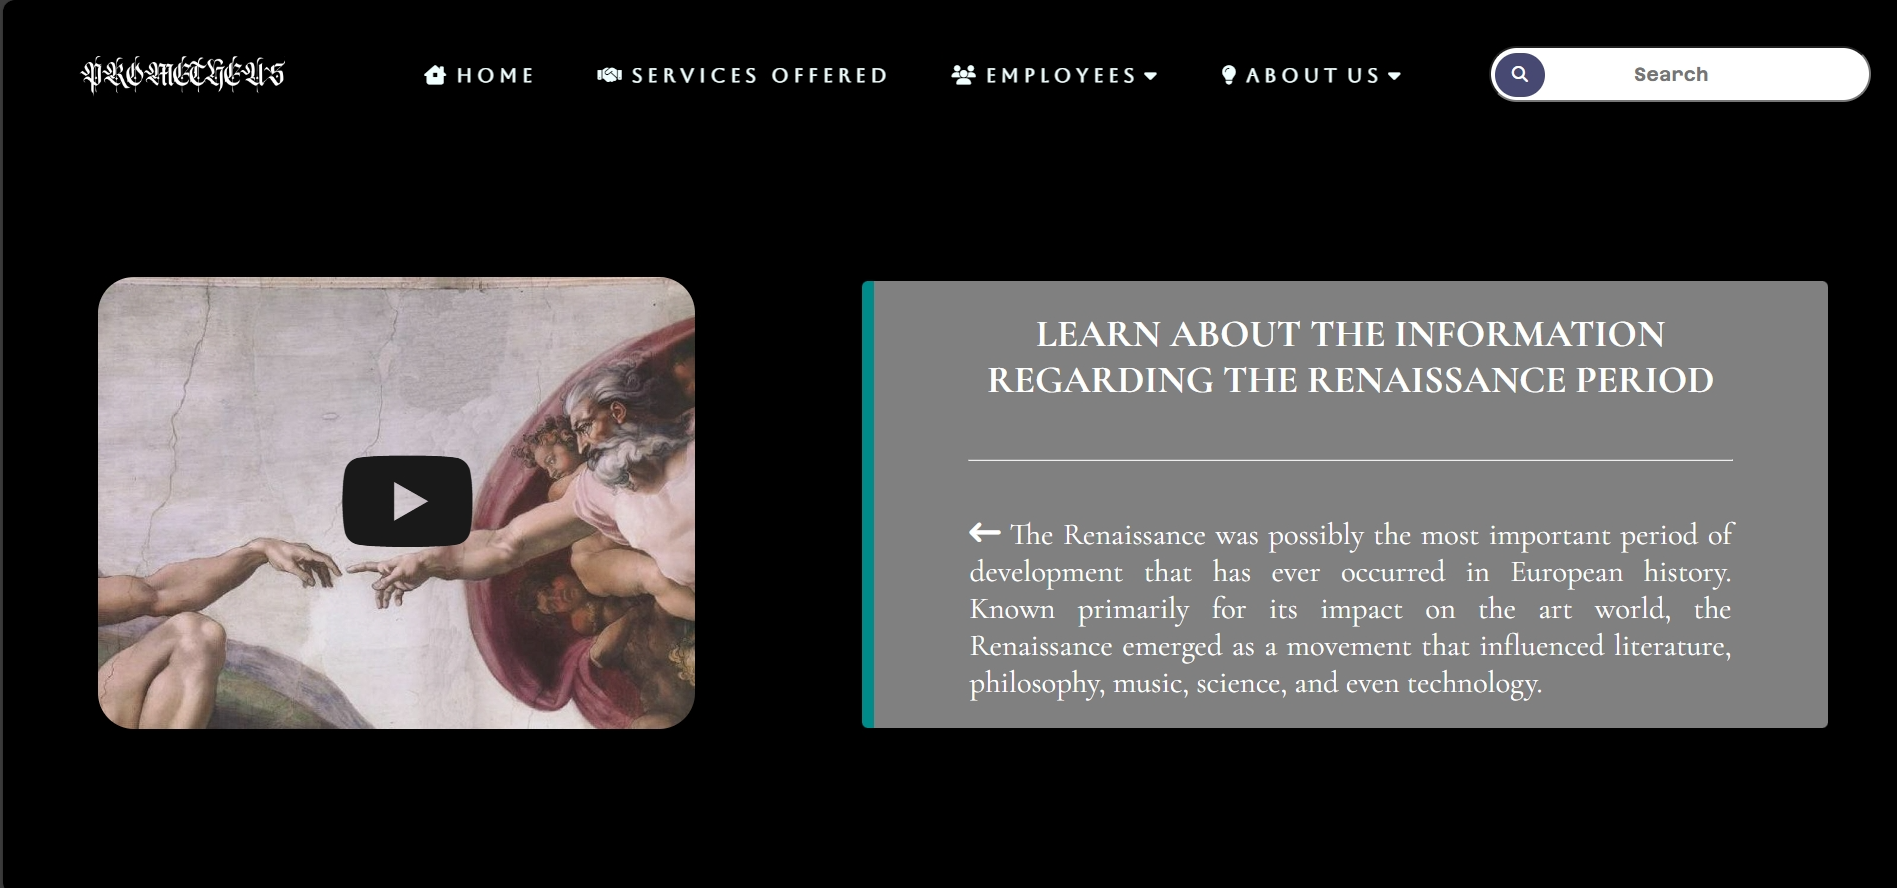 PROMETHEUS
HOME
SERVICES OFFERED
EMPLOYEES
ABOUT US
Search
LEARN ABOUT THE INFORMATION
REGARDING THE RENAISSANCE PERIOD
The Renaissance was possibly the most important period of
development that has ever occurred in European history.
Known primarily for its impact on the art world, the
Renaissance emerged as a movement that influenced literature,
philosophy, music, science, and even technology.